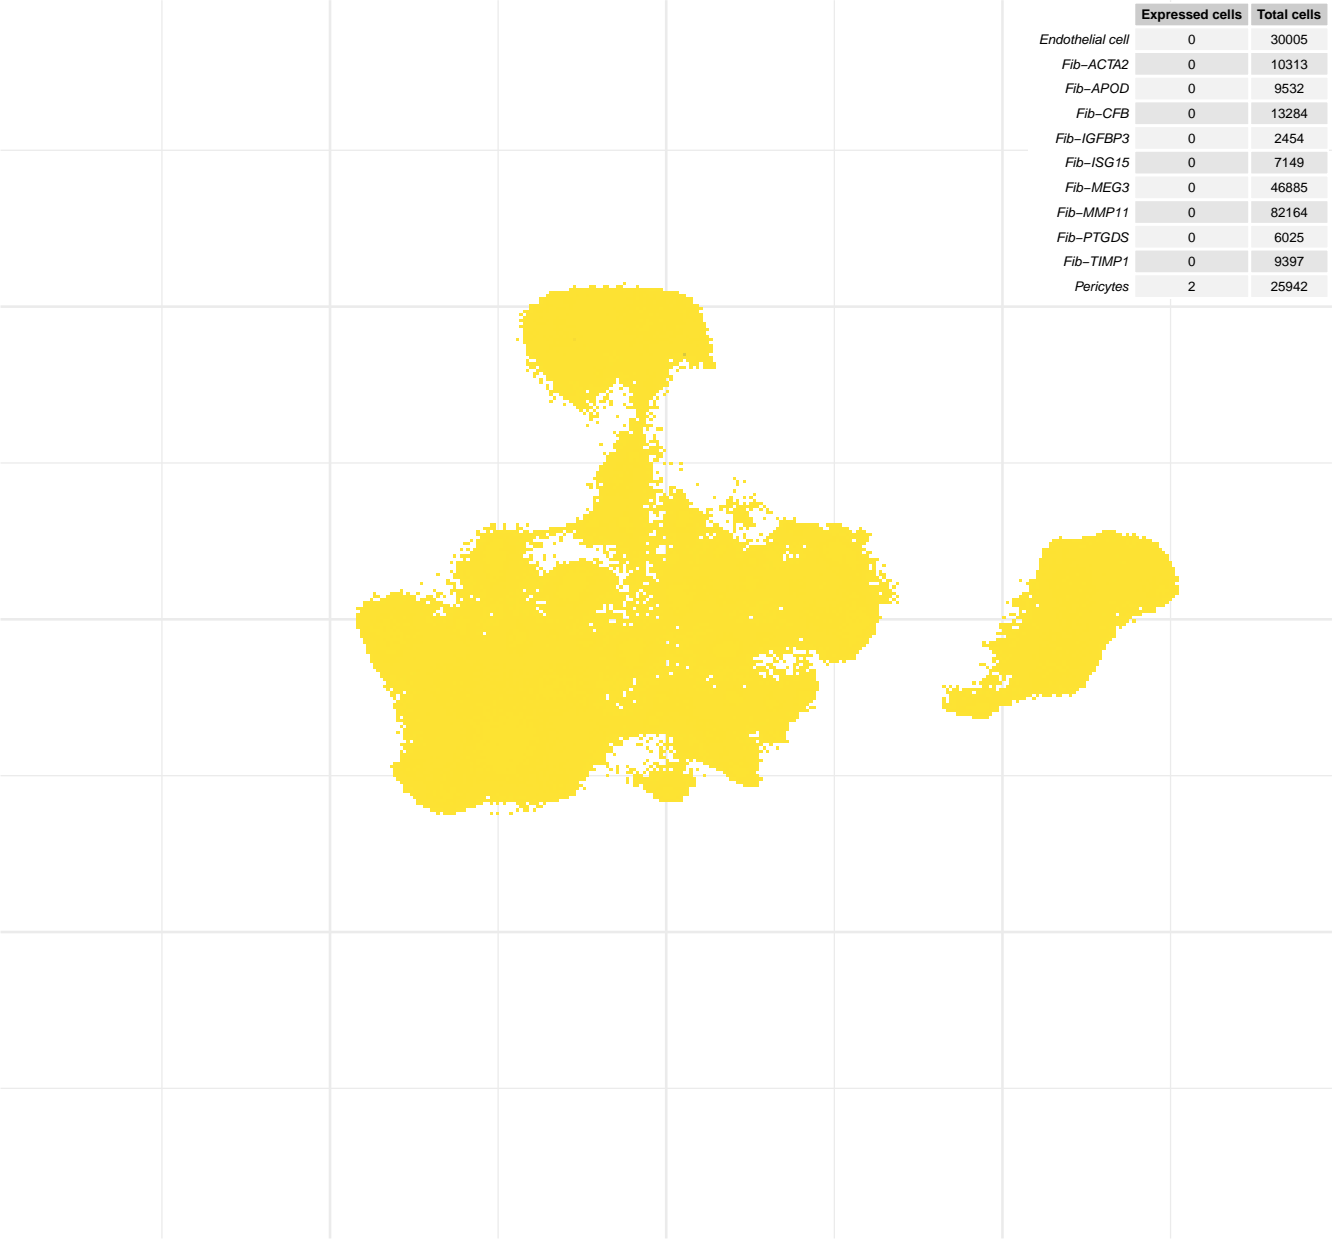 Expressed cells Total cells
Endothelial cell 0 30005
Fib−ACTA2 0 10313
Fib−APOD 0 9532
Fib−CFB 0 13284
Fib−IGFBP3 0 2454
Fib−ISG15 0 7149
Fib−MEG3 0 46885
Fib−MMP11 0 82164
Fib−PTGDS 0 6025
Fib−TIMP1 0 9397
Pericytes 2 25942